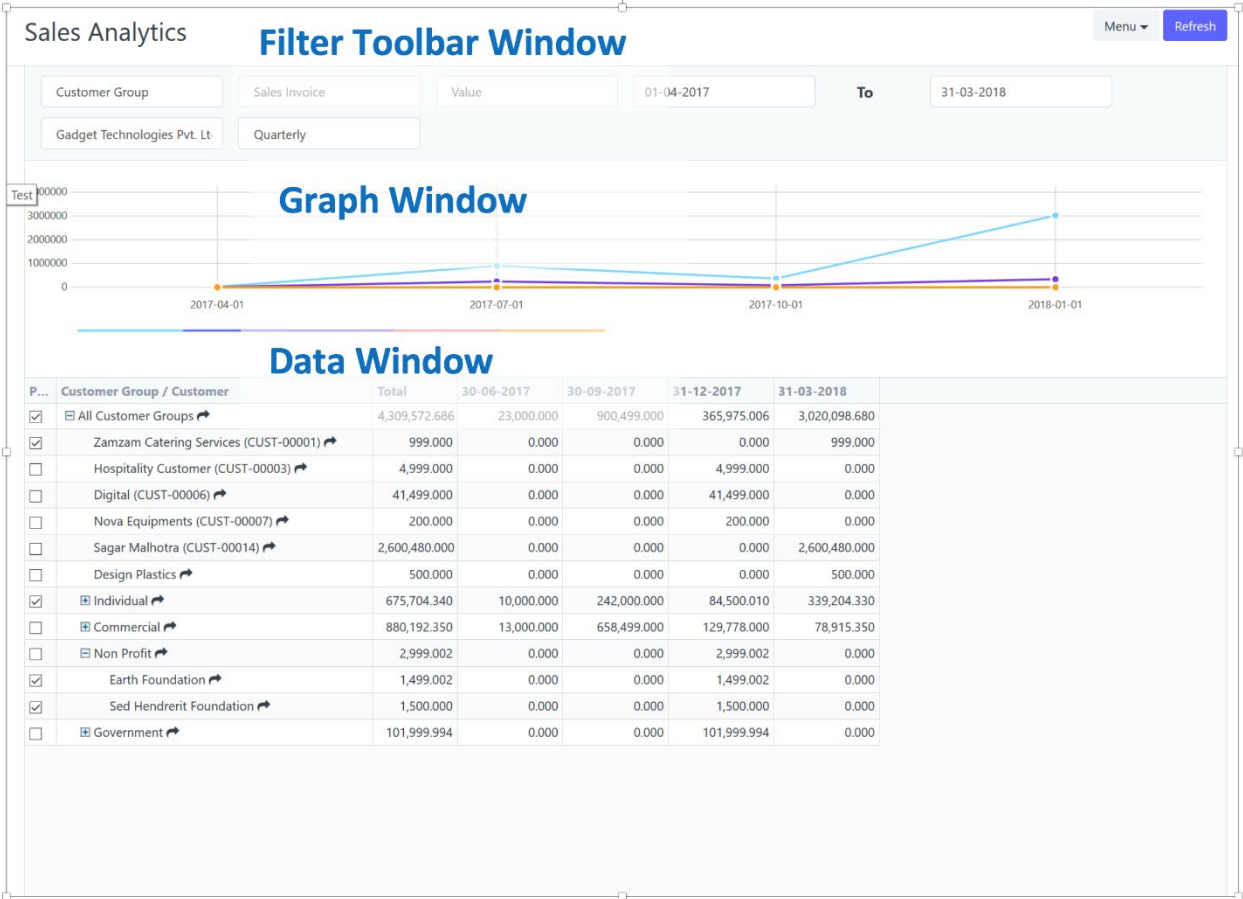 Sales Analytics
Filter Toolbar Window
Menu
Refresh
Customer Group Sales Invoice Value 01-04-2017 To 31-03-2018
Gadget Technologies Pvt. Lt
Quarterly
Test
Graph Window
3000000
2000000
1000000
0
2017-04-01 2017-07-01 2017-10-01 2018-01-01
Data Window
P... Customer Group / Customer Total 30-06-2017 30-09-2017 31-12-2017 31-03-2018
All Customer Groups 4,309,572.686 23,000.000 900,499.000 365,975.006 3,020,098.680
Zamzam Catering Services (CUST-00001) 999.000 0.000 0.000 0.000 999.000
Hospitality Customer (CUST-00003) 4,999.000 0.000 0.000 4,999.000 0.000
Digital (CUST-00006) 41,499.000 0.000 0.000 41,499.000 0.000
Nova Equipments (CUST-00007) 200.000 0.000 0.000 200.000 0.000
Sagar Malhotra (CUST-00014) 2,600,480.000 0.000 0.000 0.000 2,600,480.000
Design Plastics 500.000 0.000 0.000 0.000 500.000
Individual 675,704.340 10,000.000 242,000.000 84,500.010 339,204.330
Commercial 880,192.350 13,000.000 658,499.000 129,778.000 78,915.350
Non Profit 2,999.002 0.000 0.000 2,999.002 0.000
Earth Foundation 1,499.002 0.000 0.000 1,499.002 0.000
Sed Hendrerit Foundation 1,500.000 0.000 0.000 1,500.000 0.000
Government 101,999.994 0.000 0.000 101,999.994 0.000